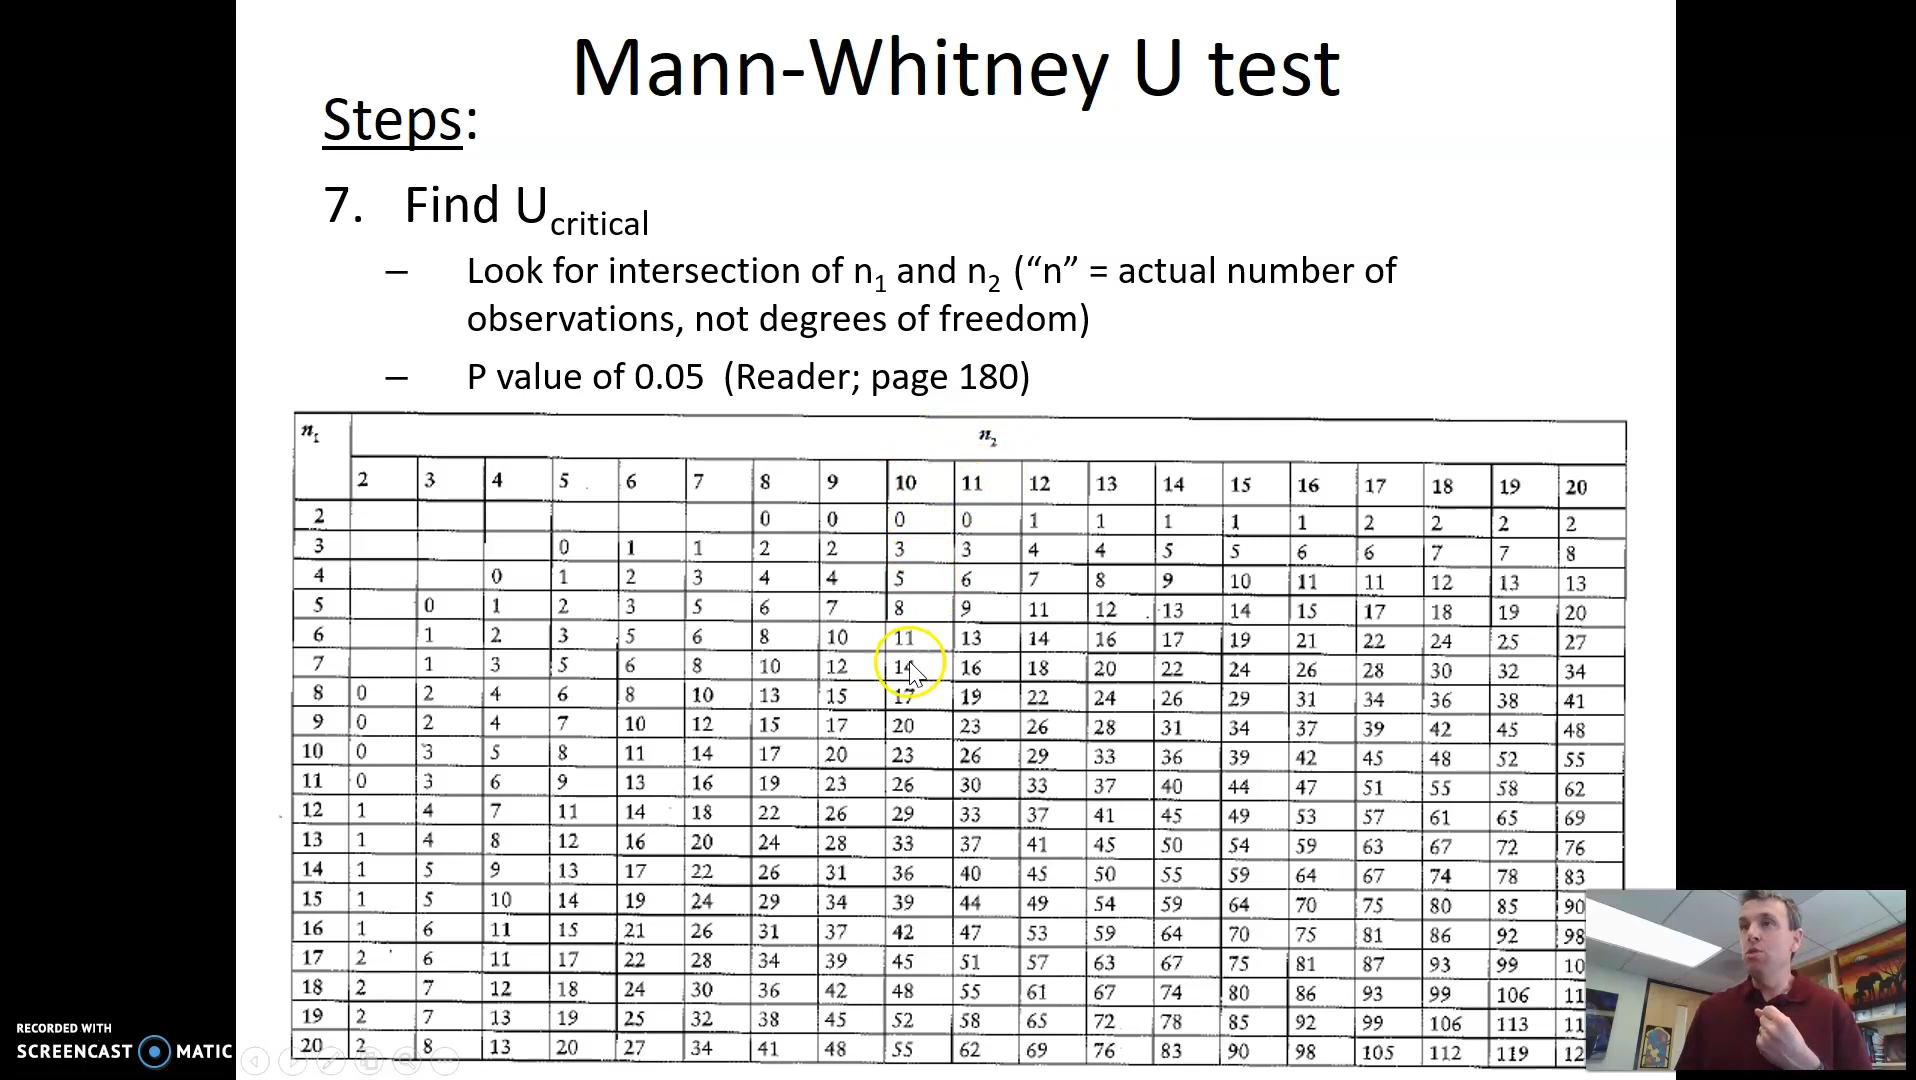 Mann-Whitney U test
Steps:
7. Find Ucritical
– Look for intersection of n1 and n2 (“n” = actual number of
observations, not degrees of freedom)
– P value of 0.05 (Reader; page 180)
n1 n2
2 3 4 5 6 7 8 9 10 11 12 13 14 15 16 17 18 19 20
2 0 0 0 0 1 1 1 1 1 2 2 2 2
3 0 1 1 2 2 3 3 4 4 5 5 6 6 7 7 8
4 0 1 2 3 4 4 5 6 7 8 9 10 11 11 12 13 13
5 0 1 2 3 5 6 7 8 9 11 12 13 14 15 17 18 19 20
6 1 2 3 5 6 8 10 11 13 14 16 17 19 21 22 24 25 27
7 1 3 5 6 8 10 12 14 16 18 20 22 24 26 28 30 32 34
8 0 2 4 6 8 10 13 15 17 19 22 24 26 29 31 34 36 38 41
9 0 2 4 7 10 12 15 17 20 23 26 28 31 34 37 39 42 45 48
10 0 3 5 8 11 14 17 20 23 26 29 33 36 39 42 45 48 52 55
11 0 3 6 9 13 16 19 23 26 30 33 37 40 44 47 51 55 58 62
12 1 4 7 11 14 18 22 26 29 33 37 41 45 49 53 57 61 65 69
13 1 4 8 12 16 20 24 28 33 37 41 45 50 54 59 63 67 72 76
14 1 5 9 13 17 22 26 31 36 40 45 50 55 59 64 67 74 78 83
15 1 5 10 14 19 24 29 34 39 44 49 54 59 64 70 75 80 85 90
16 1 6 11 15 21 26 31 37 42 47 53 59 64 70 75 81 86 92 98
17 2 6 11 17 22 28 34 39 45 51 57 63 67 75 81 87 93 99 10
18 2 7 12 18 24 30 36 42 48 55 61 67 74 80 86 93 99 106 11
19 2 7 13 19 25 32 38 45 52 58 65 72 78 85 92 99 106 113 11
20 2 8 13 20 27 34 41 48 55 62 69 76 83 90 98 105 112 119 12
RECORDED WITH
SCREENCAST MATIC